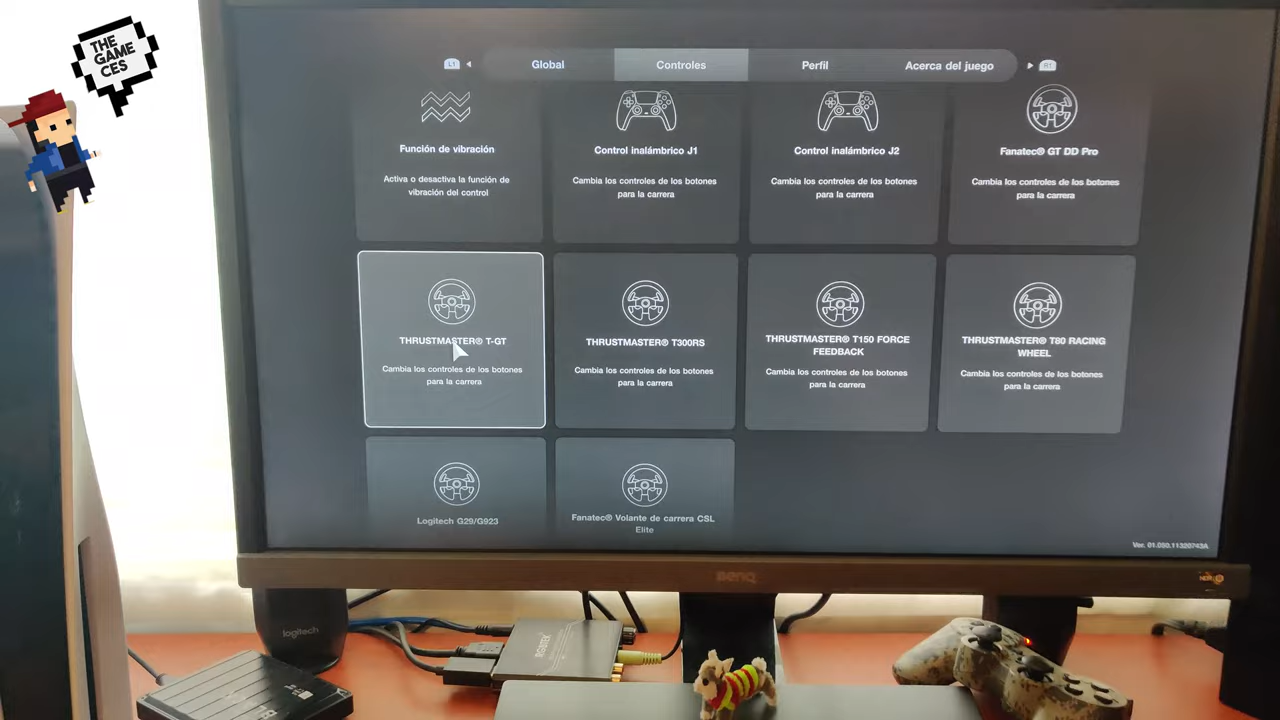 THE
GAME
CES
L1
Global
Controles
Perfil
Acerca del juego
R1
Función de vibración
Activa o desactiva la función de
vibración del control
Control inalámbrico J1
Cambia los controles de los botones
para la carrera
Control inalámbrico J2
Cambia los controles de los botones
para la carrera
Fanatec® GT DD Pro
Cambia los controles de los botones
para la carrera
THRUSTMASTER® T-GT
Cambia los controles de los botones
para la carrera
THRUSTMASTER® T300RS
Cambia los controles de los botones
para la carrera
THRUSTMASTER® T150 FORCE
FEEDBACK
Cambia los controles de los botones
para la carrera
THRUSTMASTER® T80 RACING
WHEEL
Cambia los controles de los botones
para la carrera
Logitech G29/G923
Fanatec® Volante de carrera CSL
Elite
Ver. 01.050.11320743A
BenQ
logitech